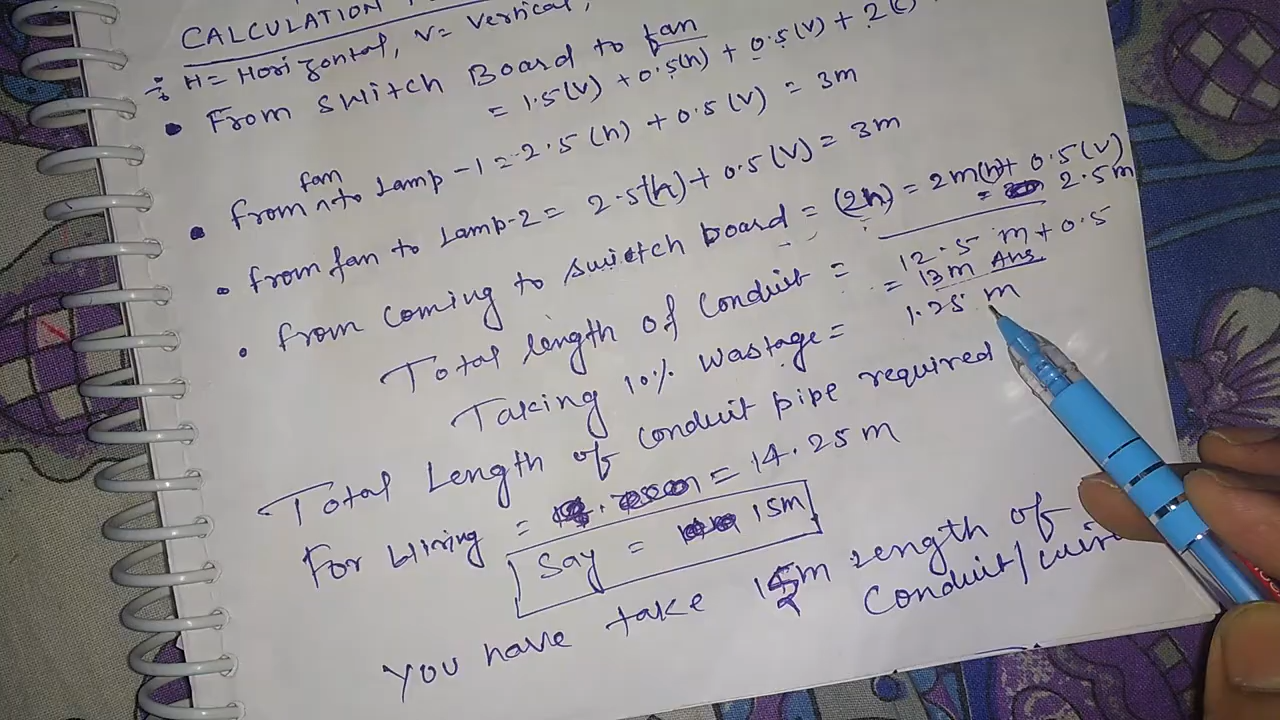 CALCULATION
H = Horizontal, V = Vertical,
• From switch Board to fan
= 1.5(V) + 0.5(h) + 0.5(V) + 2(
• from fan to Lamp-1 = 2.5(h) + 0.5(V) = 3m
• from fan to Lamp-2 = 2.5(h) + 0.5(V) = 3m
• from coming to switch board = (2h) = 2m(h) + 0.5(V)
= 2.5m
Total length of Conduit = 12.5 m + 0.5
= 13m Ans
Taking 10% Wastage = 1.25 m
Total Length of conduit pipe required
For wiring = = 14.25m
Say = 15m
You have take 15m Length of
Conduit/